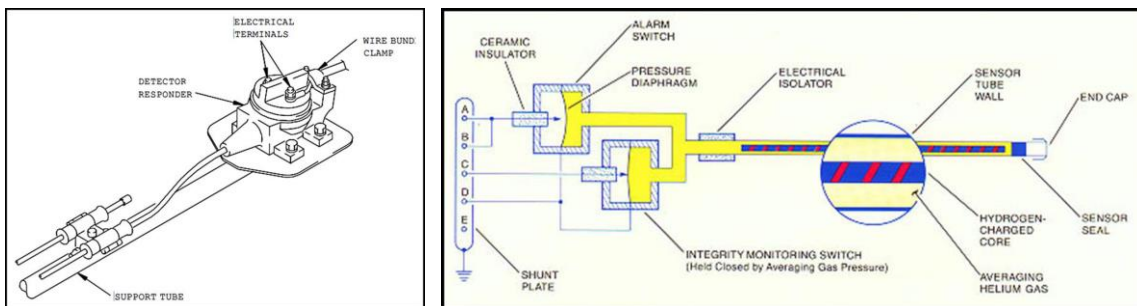 ELECTRICAL
TERMINALS
WIRE BUND
CLAMP
DETECTOR
RESPONDER
SUPPORT TUBE
ALARM
SWITCH
CERAMIC
INSULATOR
PRESSURE
DIAPHRAGM
ELECTRICAL
ISOLATOR
SENSOR
TUBE
WALL
END CAP
A
B
C
D
E
SHUNT
PLATE
INTEGRITY MONITORING SWITCH
(Held Closed by Averaging Gas Pressure)
HYDROGEN-
CHARGED
CORE
SENSOR
SEAL
AVERAGING
HELIUM GAS